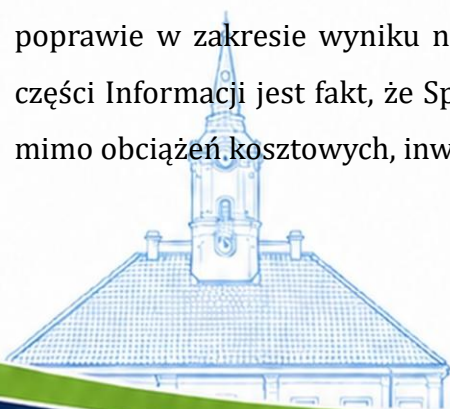 poprawie w zakresie wyniku n
części Informacji jest fakt, że Sp
mimo obciążeń kosztowych, inw